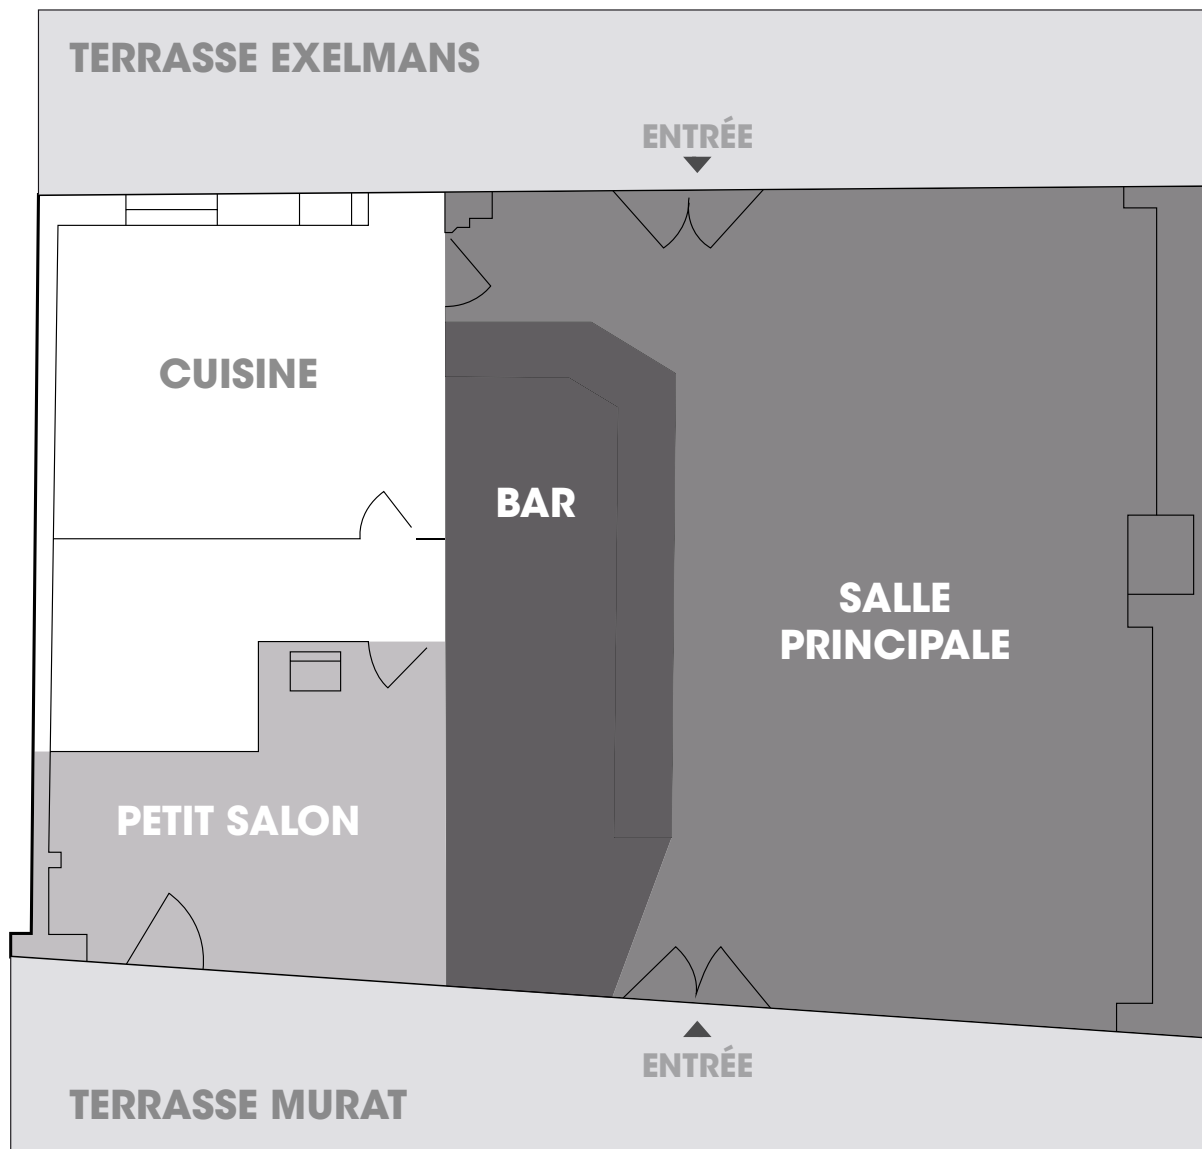 TERRASSE EXELMANS
ENTRÉE
CUISINE
BAR
SALLE
PRINCIPALE
PETIT SALON
ENTRÉE
TERRASSE MURAT